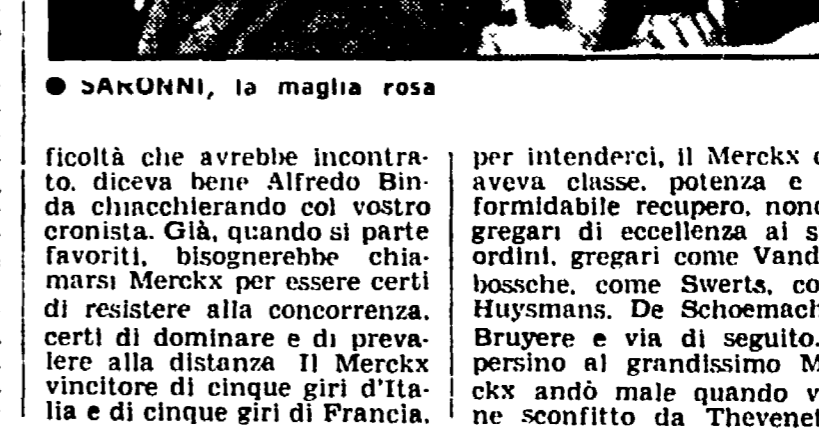 ● SARONNI, la maglia rosa
ficoltà che avrebbe incontra-
to, diceva bene Alfredo Bin-
da chiacchierando col vostro
cronista. Già, quando si parte
favoriti, bisognerebbe chia-
marsi Merckx per essere certi
di resistere alla concorrenza,
certi di dominare e di preva-
lere alla distanza Il Merckx
vincitore di cinque giri d'Ita-
lia e di cinque giri di Francia,
per intenderci, il Merckx
aveva classe, potenza e
formidabile recupero, non
gregari di eccellenza ai
ordini, gregari come Vand
bossche, come Swerts, co
Huysmans, De Schoemach
Bruyere e via di seguito.
persino al grandissimo M
ckx andò male quando v
ne sconfitto da Thevenet